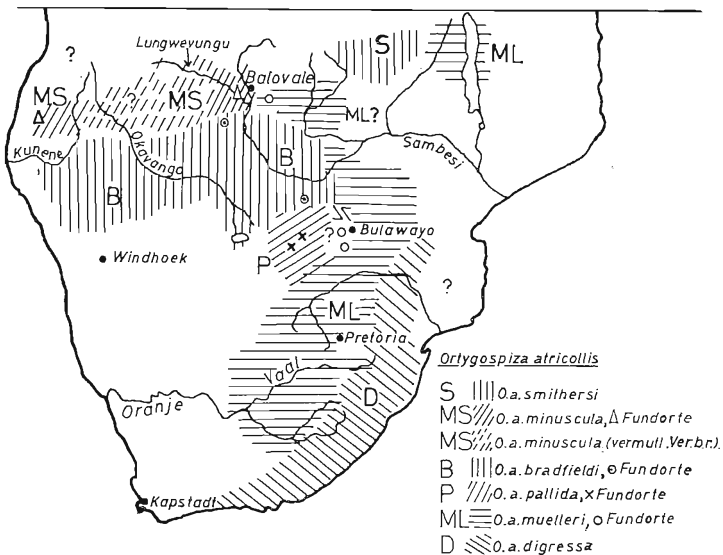 ?
Lungwevungu
S
ML
Balovale
MS
?
MS
ML?
Kunene
Okavango
B
Sambesi
B
? Bulawayo
Windhoek
P
?
ML
Pretoria
Vaal
Oranje
D
Kapstadt
Ortygospiza atricollis
S O.a.smithersi
MS O.a.minuscula, Δ Fundorte
MS O.a.minuscula (vermutl.Verbr.)
B O.a.bradfieldi, ⊙ Fundorte
P O.a.pallida, x Fundorte
ML O.a.muelleri, o Fundorte
D O.a.digressa